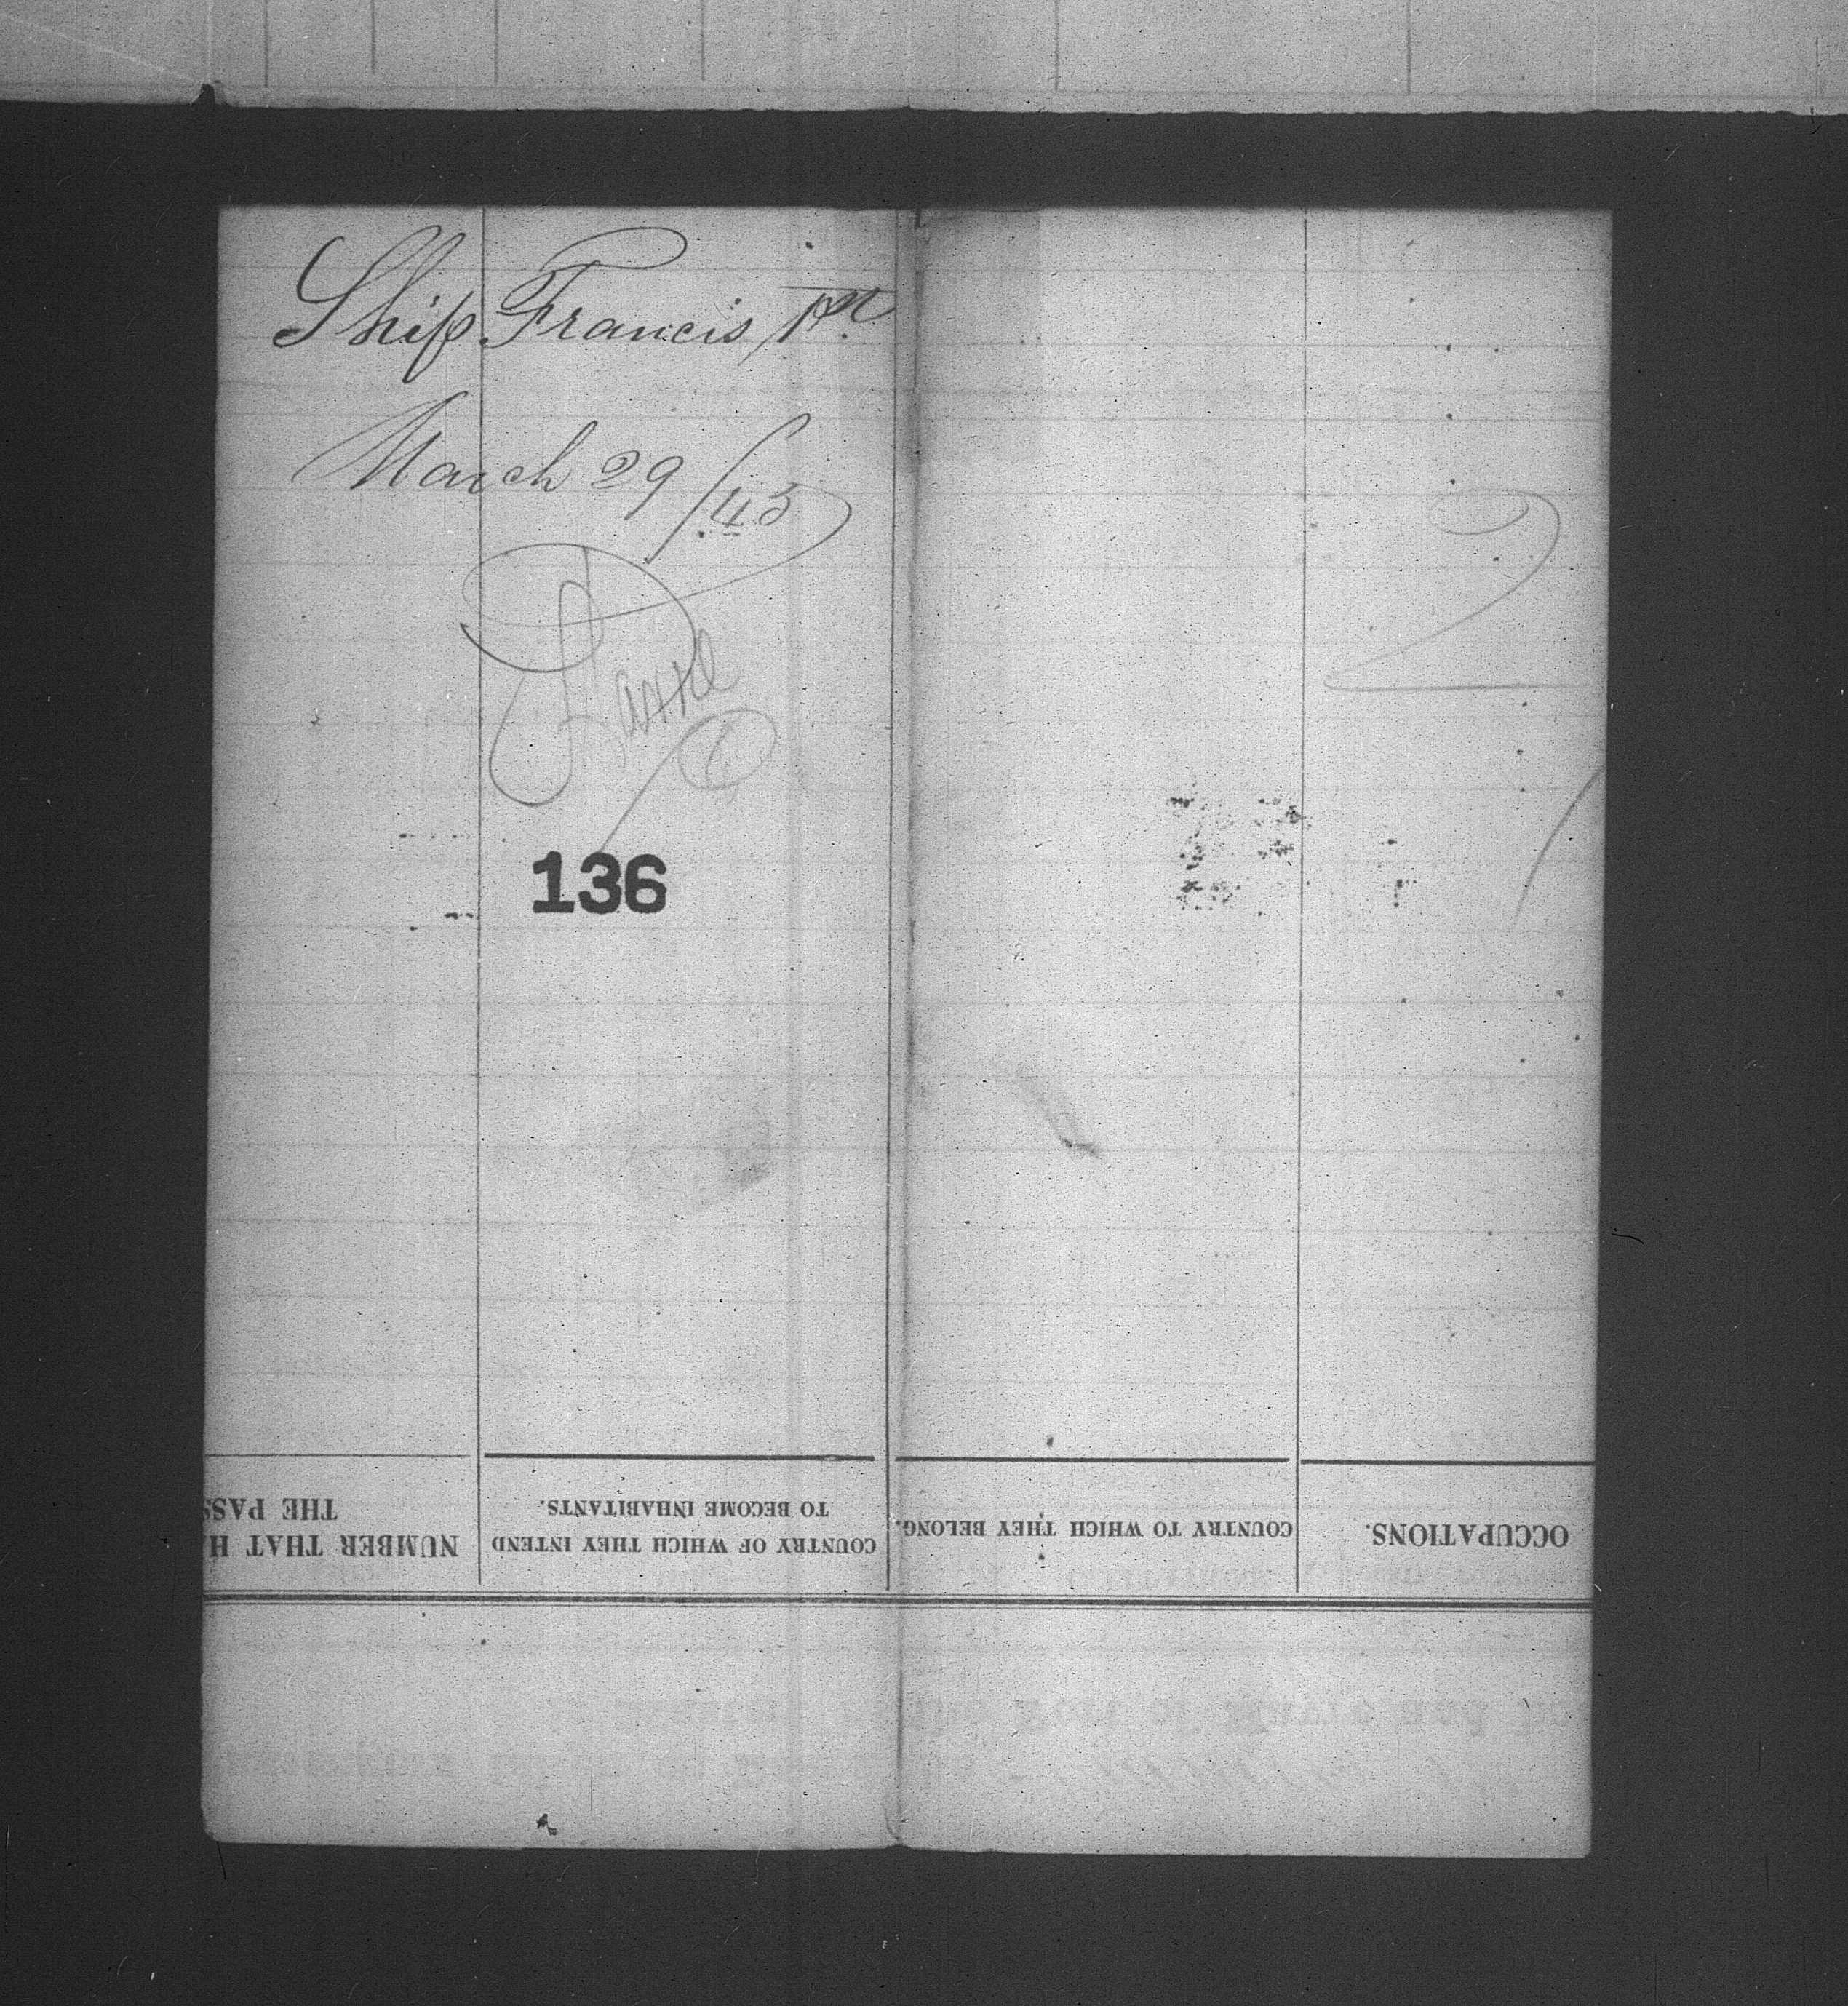 Ship Francis 1st
March 29/45
136
OCCUPATIONS.
COUNTRY TO WHICH THEY BELONG.
COUNTRY OF WHICH THEY INTEND
TO BECOME INHABITANTS.
NUMBER THAT H
THE PASS